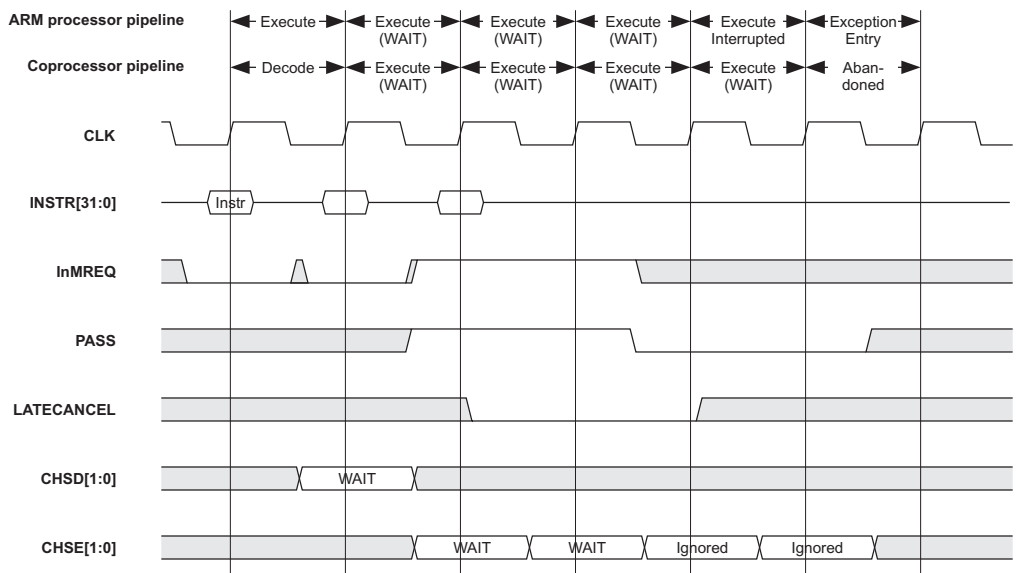 ARM processor pipeline
Execute Execute Execute Execute Execute Exception
(WAIT) (WAIT) (WAIT) Interrupted Entry
Coprocessor pipeline
Decode Execute Execute Execute Execute Aban-
(WAIT) (WAIT) (WAIT) (WAIT) doned
CLK
INSTR[31:0] Instr
InMREQ
PASS
LATECANCEL
CHSD[1:0] WAIT
CHSE[1:0] WAIT WAIT Ignored Ignored